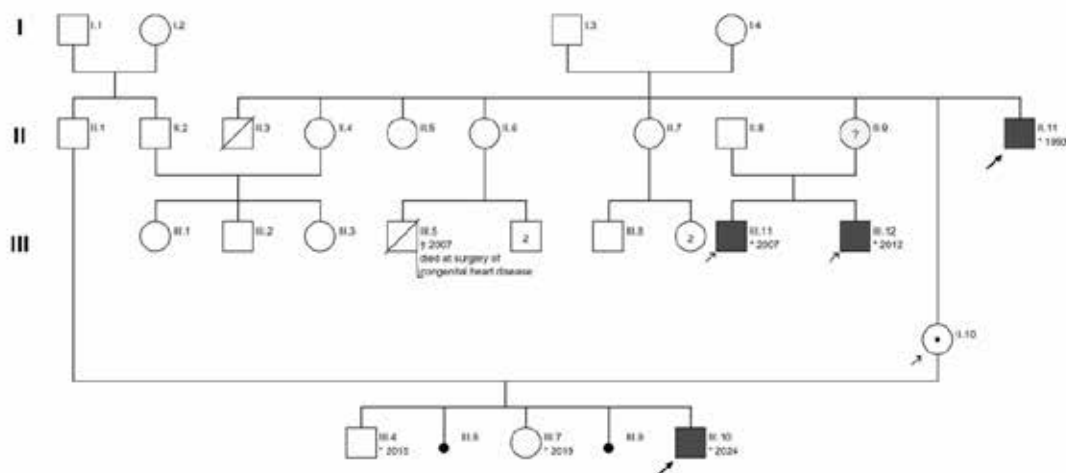 I
I.1
I.2
I.3
I.4
II
II.1
II.2
II.3
II.4
II.5
II.6
II.7
II.8
?
II.9
II.11
* 1990
III
III.1
III.2
III.3
III.5
† 2007
died at surgery of
congenital heart disease
2
III.8
2
III.11
* 2007
III.12
* 2012
II.10
III.4
III.6
III.7
III.9
III.10
* 2024